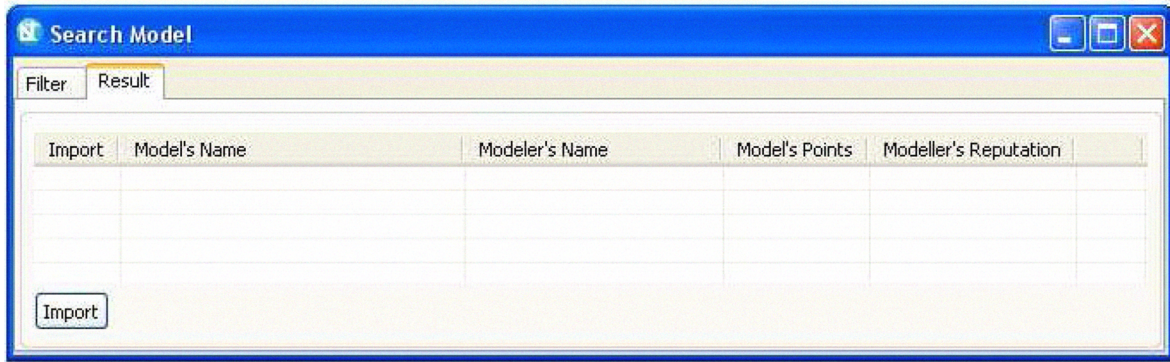 Search Model
Filter Result
Import Model's Name Modeler's Name Model's Points Modeller's Reputation
Import